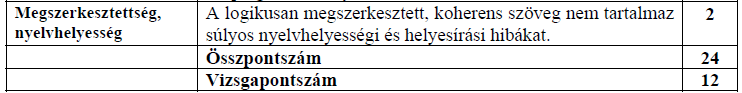 Megszerkesztettség, nyelvhelyesség
A logikusan megszerkesztett, koherens szöveg nem tartalmaz súlyos nyelvhelyességi és helyesírási hibákat.
2
Összpontszám 24
Vizsgapontszám 12